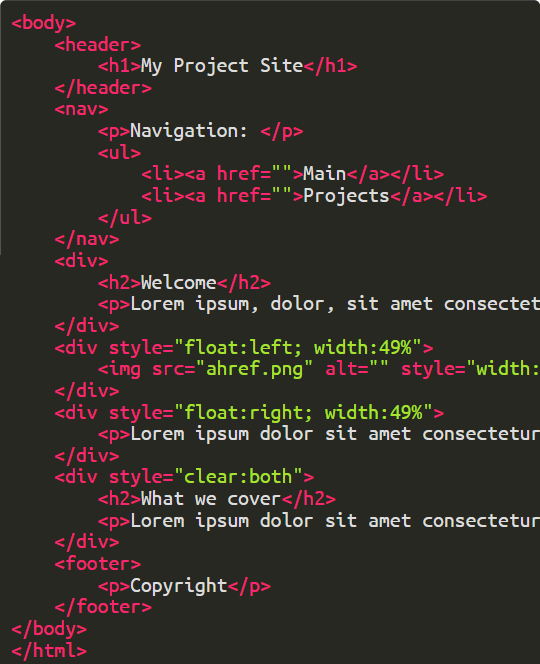 <body>
    <header>
        <h1>My Project Site</h1>
    </header>
    <nav>
        <p>Navigation: </p>
        <ul>
            <li><a href="">Main</a></li>
            <li><a href="">Projects</a></li>
        </ul>
    </nav>
    <div>
        <h2>Welcome</h2>
        <p>Lorem ipsum, dolor, sit amet consectet
    </div>
    <div style="float:left; width:49%">
        <img src="ahref.png" alt="" style="width:
    </div>
    <div style="float:right; width:49%">
        <p>Lorem ipsum dolor sit amet consectetur
    </div>
    <div style="clear:both">
        <h2>What we cover</h2>
        <p>Lorem ipsum dolor sit amet consectetur
    </div>
    <footer>
        <p>Copyright</p>
    </footer>
</body>
</html>